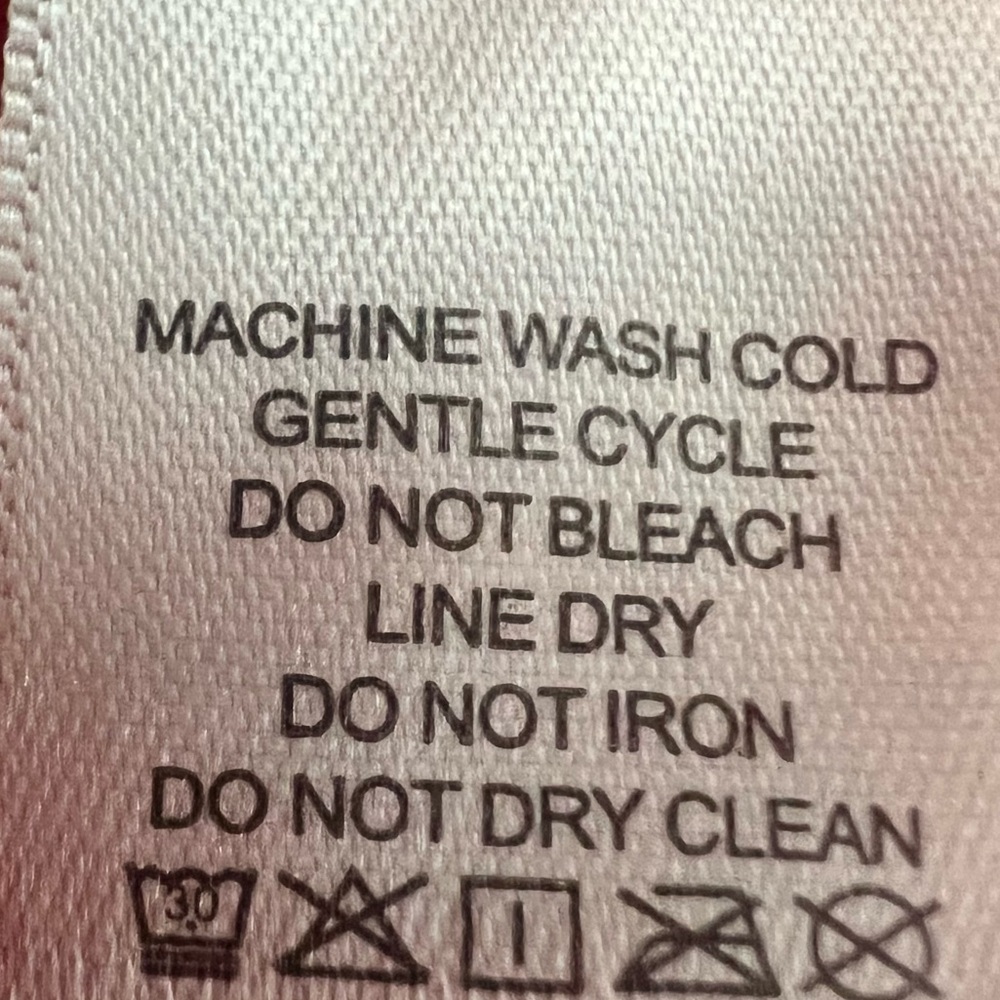 MACHINE WASH COLD
GENTLE CYCLE
DO NOT BLEACH
LINE DRY
DO NOT IRON
DO NOT DRY CLEAN
30